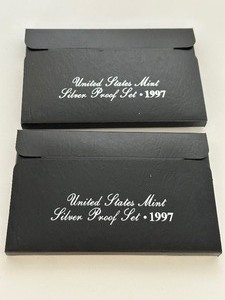 United States Mint
Silver Proof Set • 1997
United States Mint
Silver Proof Set • 1997